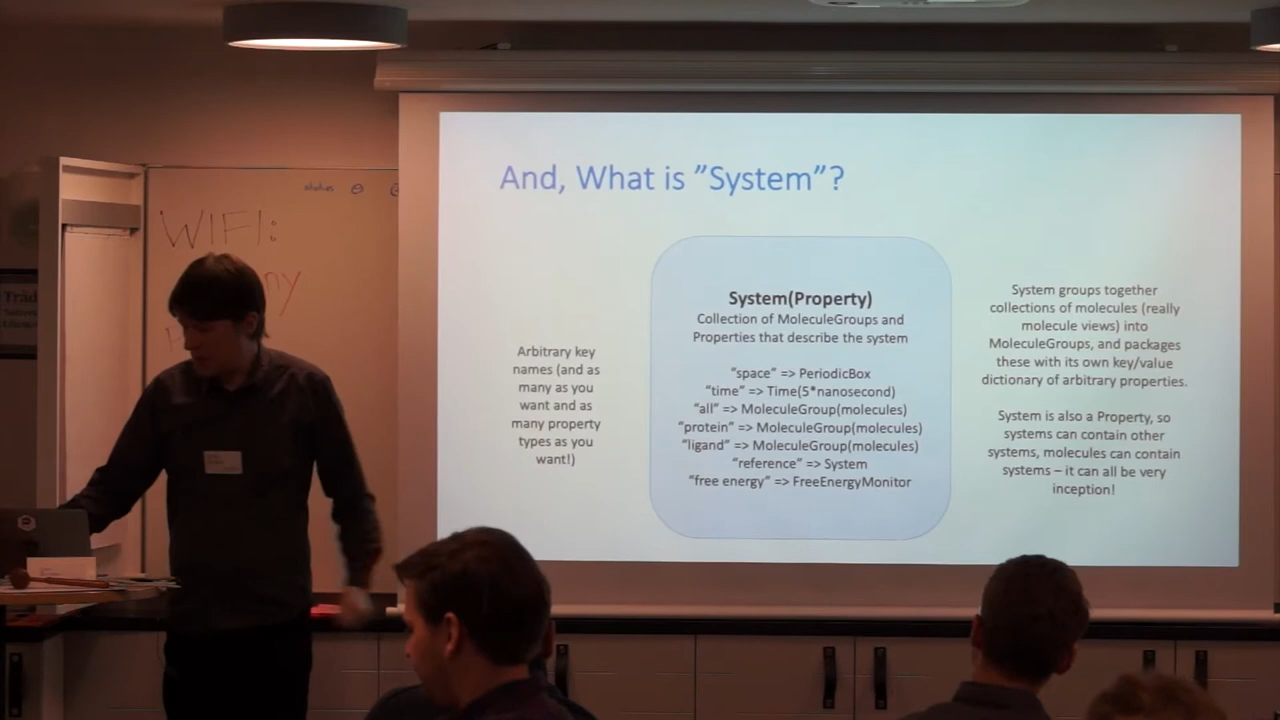 And, What is ”System”?
System(Property)
Collection of MoleculeGroups and
Properties that describe the system
“space” => PeriodicBox
“time” => Time(5*nanosecond)
“all” => MoleculeGroup(molecules)
“protein” => MoleculeGroup(molecules)
“ligand” => MoleculeGroup(molecules)
“reference” => System
“free energy” => FreeEnergyMonitor
Arbitrary key
names (and as
many as you
want and as
many property
types as you
want!)
System groups together
collections of molecules (really
molecule views) into
MoleculeGroups, and packages
these with its own key/value
dictionary of arbitrary properties.
System is also a Property, so
systems can contain other
systems, molecules can contain
systems – it can all be very
inception!
WIFI: